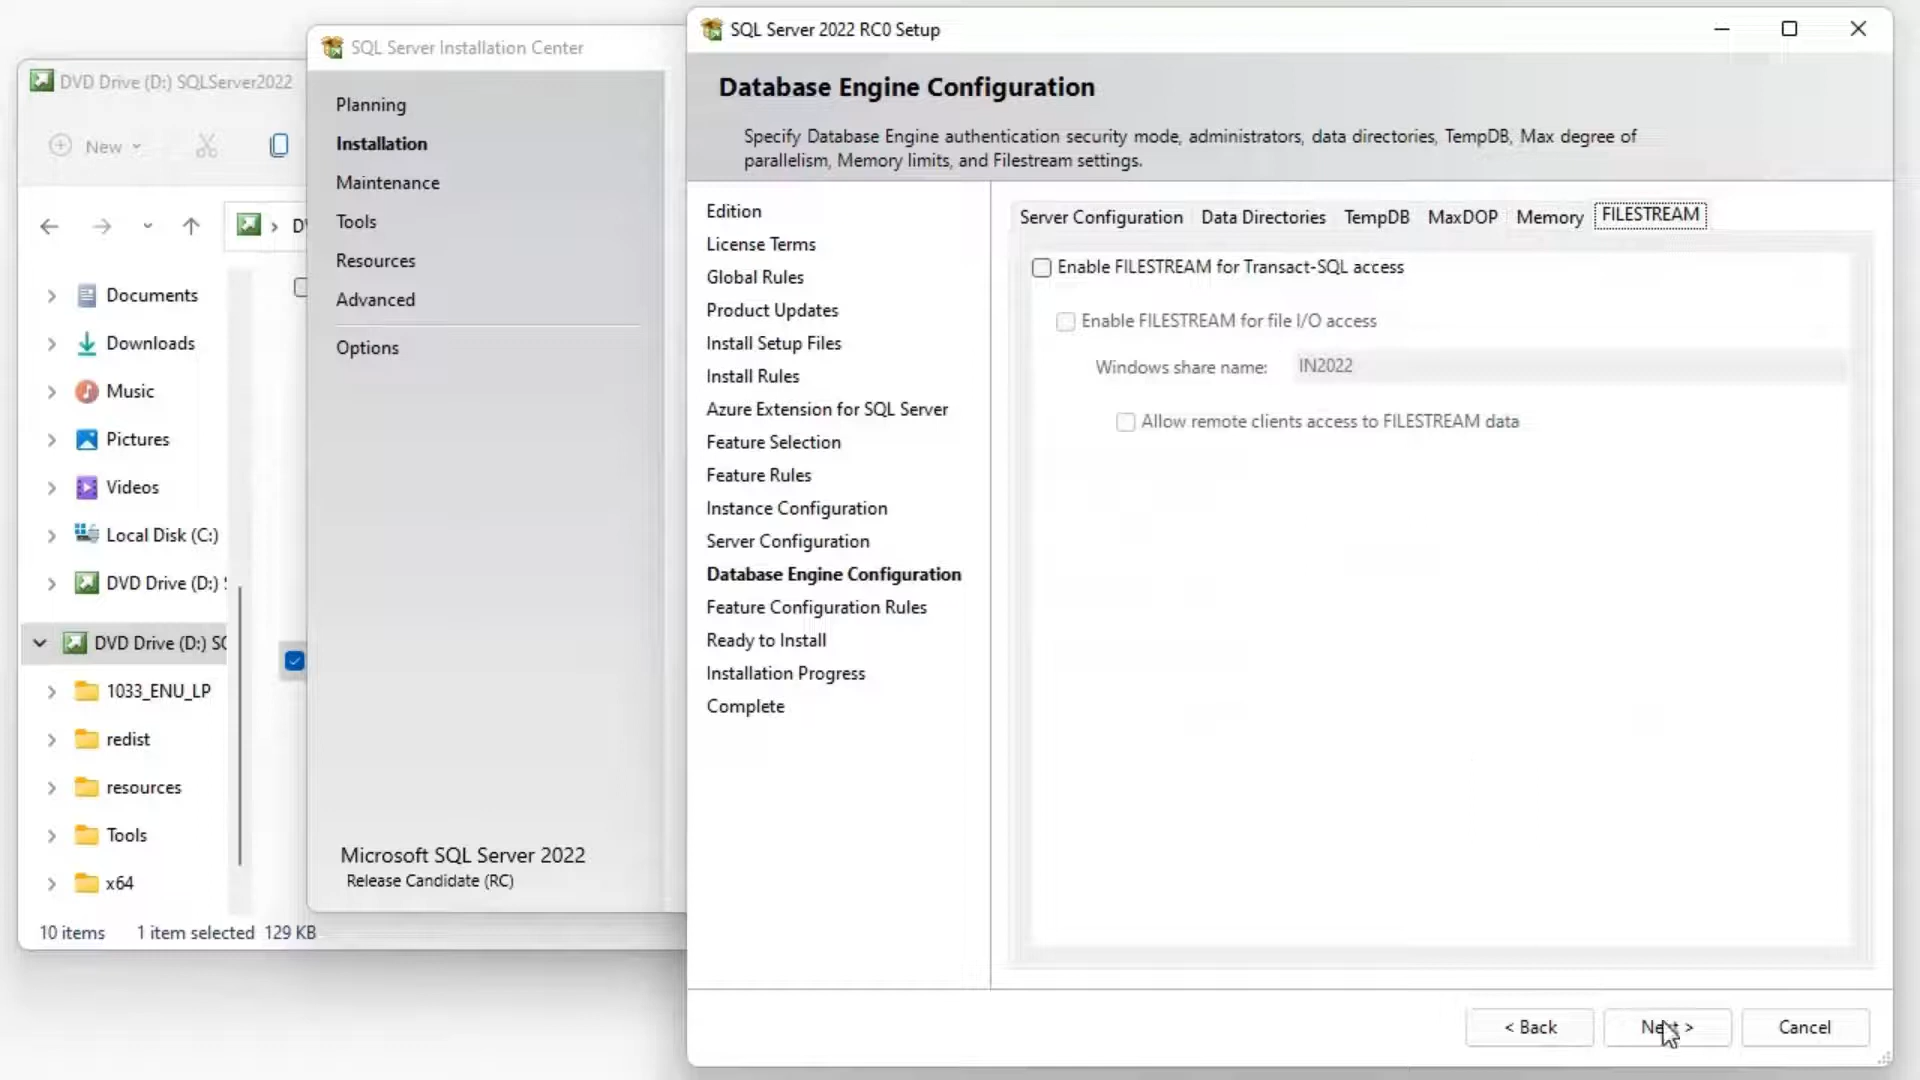 DVD Drive (D:) SQLServer2022
New
Documents
Downloads
Music
Pictures
Videos
Local Disk (C:)
DVD Drive (D:)
DVD Drive (D:)
1033_ENU_LP
redist
resources
Tools
x64
10 items 1 item selected 129 KB
SQL Server Installation Center
Planning
Installation
Maintenance
Tools
Resources
Advanced
Options
Microsoft SQL Server 2022
Release Candidate (RC)
SQL Server 2022 RC0 Setup
Database Engine Configuration
Specify Database Engine authentication security mode, administrators, data directories, TempDB, Max degree of
parallelism, Memory limits, and Filestream settings.
Edition
License Terms
Global Rules
Product Updates
Install Setup Files
Install Rules
Azure Extension for SQL Server
Feature Selection
Feature Rules
Instance Configuration
Server Configuration
Database Engine Configuration
Feature Configuration Rules
Ready to Install
Installation Progress
Complete
Server Configuration Data Directories TempDB MaxDOP Memory FILESTREAM
Enable FILESTREAM for Transact-SQL access
Enable FILESTREAM for file I/O access
Windows share name: IN2022
Allow remote clients access to FILESTREAM data
< Back Next > Cancel